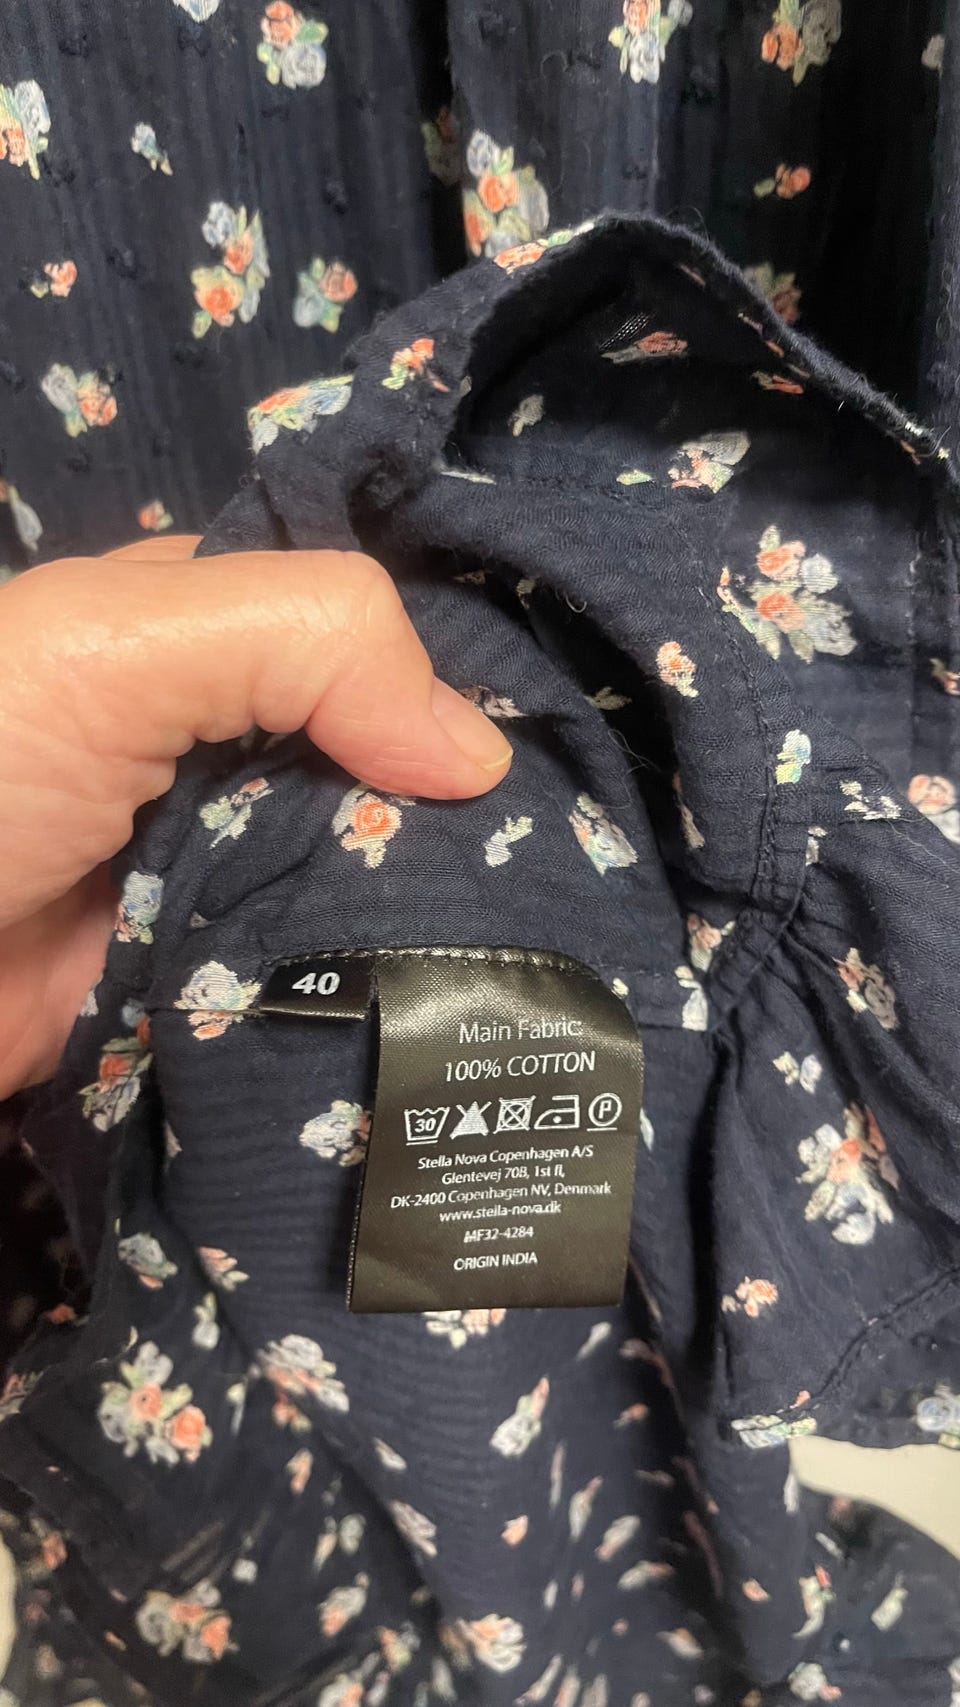 40
Main Fabric:
100% COTTON
30
P
Stella Nova Copenhagen A/S
Glentevej 70B, 1st fl,
DK-2400 Copenhagen NV, Denmark
www.stella-nova.dk
MF32-4284
ORIGIN INDIA